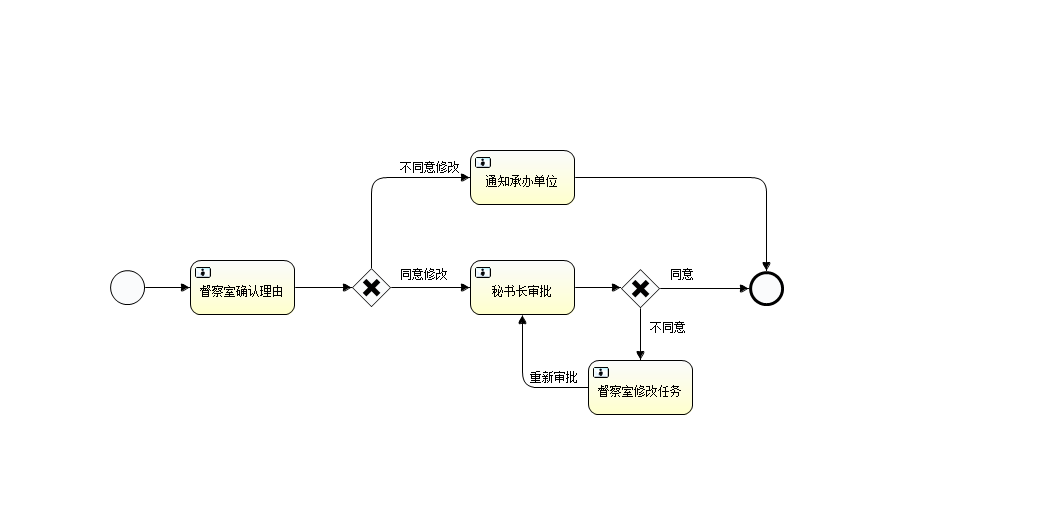 不同意修改
通知承办单位
督察室确认理由
同意修改
秘书长审批
同意
不同意
重新审批
督察室修改任务